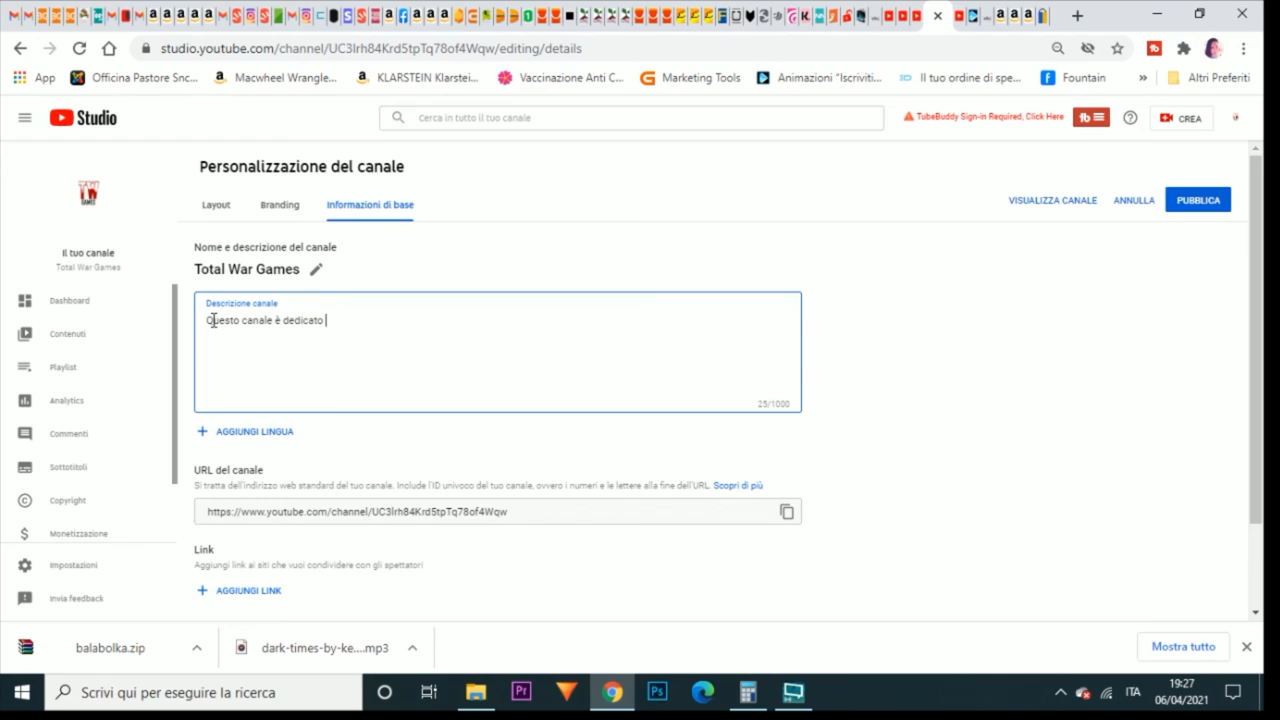 studio.youtube.com/channel/UC3lrh84Krd5tpTq78of4Wqw/editing/details
App
Officina Pastore Snc...
Macwheel Wrangle...
KLARSTEIN Klarstei...
Vaccinazione Anti C...
Marketing Tools
Animazioni "Iscriviti...
Il tuo ordine di spe...
Fountain
»
Altri Preferiti
Studio
Cerca in tutto il tuo canale
TubeBuddy Sign-in Required, Click Here
CREA
Personalizzazione del canale
Layout
Branding
Informazioni di base
VISUALIZZA CANALE
ANNULLA
PUBBLICA
Il tuo canale
Total War Games
Dashboard
Contenuti
Playlist
Analytics
Commenti
Sottotitoli
Copyright
Monetizzazione
Impostazioni
Invia feedback
Nome e descrizione del canale
Total War Games
Descrizione canale
Questo canale è dedicato
25/1000
AGGIUNGI LINGUA
URL del canale
Si tratta dell'indirizzo web standard del tuo canale. Include l'ID univoco del tuo canale, ovvero i numeri e le lettere alla fine dell'URL. Scopri di più
https://www.youtube.com/channel/UC3lrh84Krd5tpTq78of4Wqw
Link
Aggiungi link ai siti che vuoi condividere con gli spettatori
AGGIUNGI LINK
balabolka.zip
dark-times-by-ke....mp3
Mostra tutto
Scrivi qui per eseguire la ricerca
Pr
Ps
ITA
19:27
06/04/2021